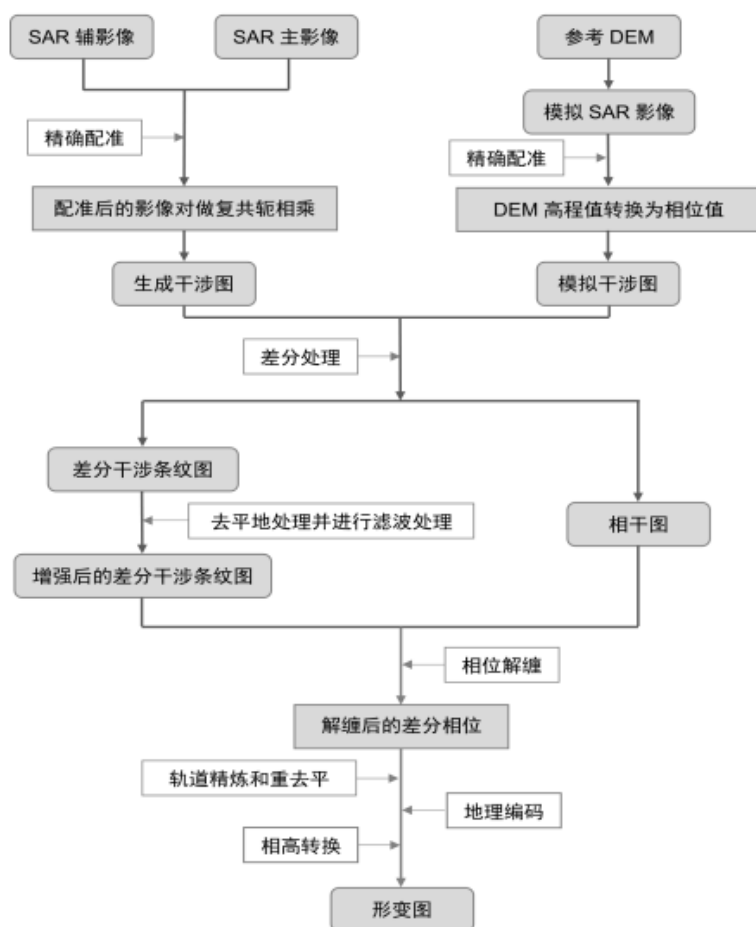 SAR 辅影像
SAR 主影像
参考 DEM
模拟 SAR 影像
精确配准
精确配准
配准后的影像对做复共轭相乘
DEM 高程值转换为相位值
生成干涉图
模拟干涉图
差分处理
差分干涉条纹图
去平地处理并进行滤波处理
相干图
增强后的差分干涉条纹图
相位解缠
解缠后的差分相位
轨道精炼和重去平
地理编码
相高转换
形变图